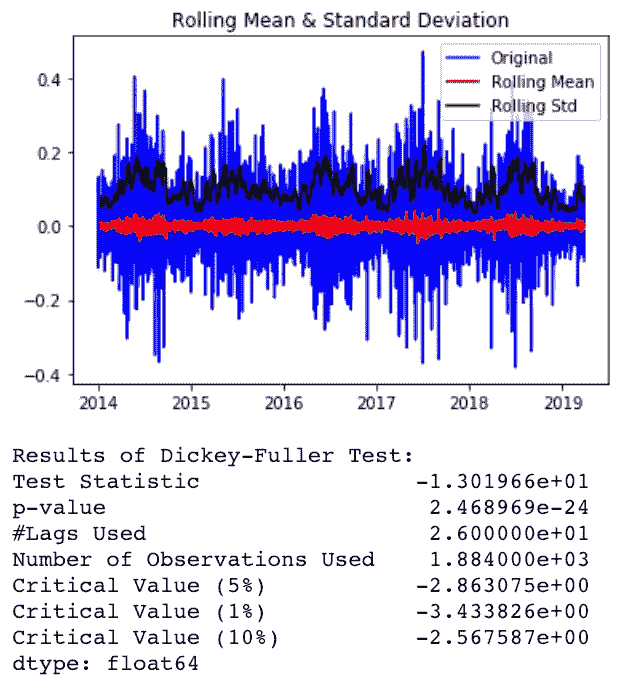 Rolling Mean & Standard Deviation
Original
Rolling Mean
Rolling Std
0.4
0.2
0.0
−0.2
−0.4
2014 2015 2016 2017 2018 2019
Results of Dickey-Fuller Test:
Test Statistic -1.301966e+01
p-value 2.468969e-24
#Lags Used 2.600000e+01
Number of Observations Used 1.884000e+03
Critical Value (5%) -2.863075e+00
Critical Value (1%) -3.433826e+00
Critical Value (10%) -2.567587e+00
dtype: float64